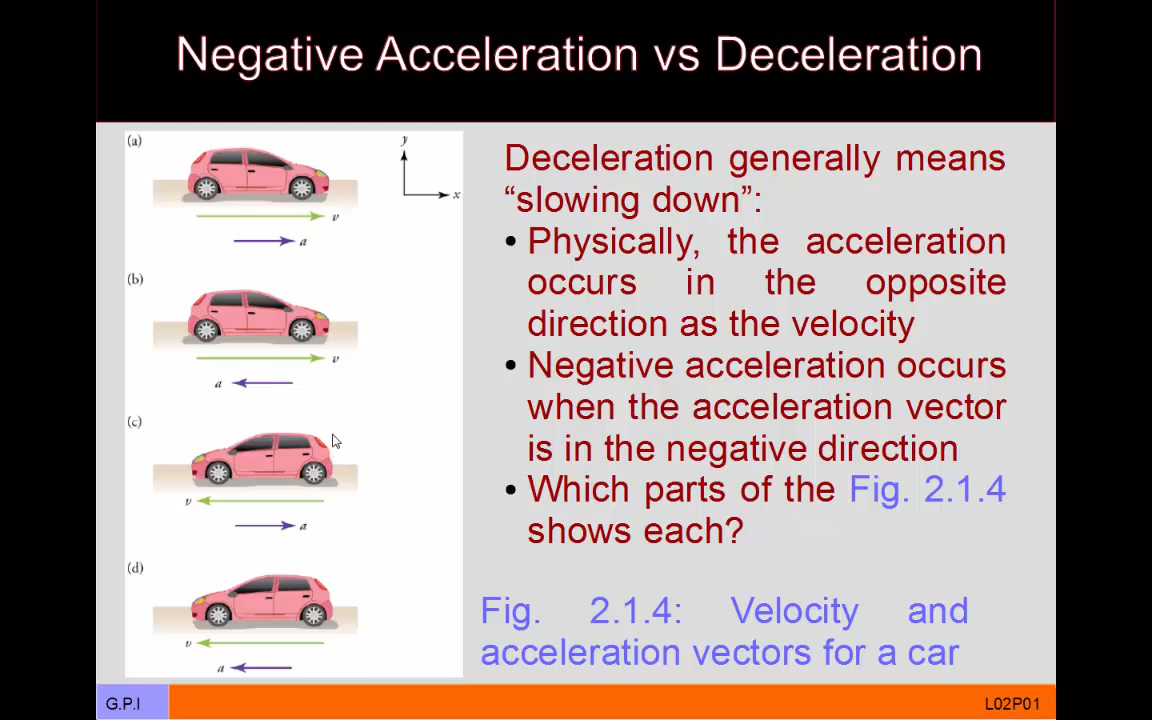 Negative Acceleration vs Deceleration
(a)
y
x
v
a
(b)
v
a
(c)
v
a
(d)
v
a
Deceleration generally means
“slowing down”:
• Physically, the acceleration
occurs in the opposite
direction as the velocity
• Negative acceleration occurs
when the acceleration vector
is in the negative direction
• Which parts of the Fig. 2.1.4
shows each?
Fig. 2.1.4: Velocity and
acceleration vectors for a car
G.P.I
L02P01